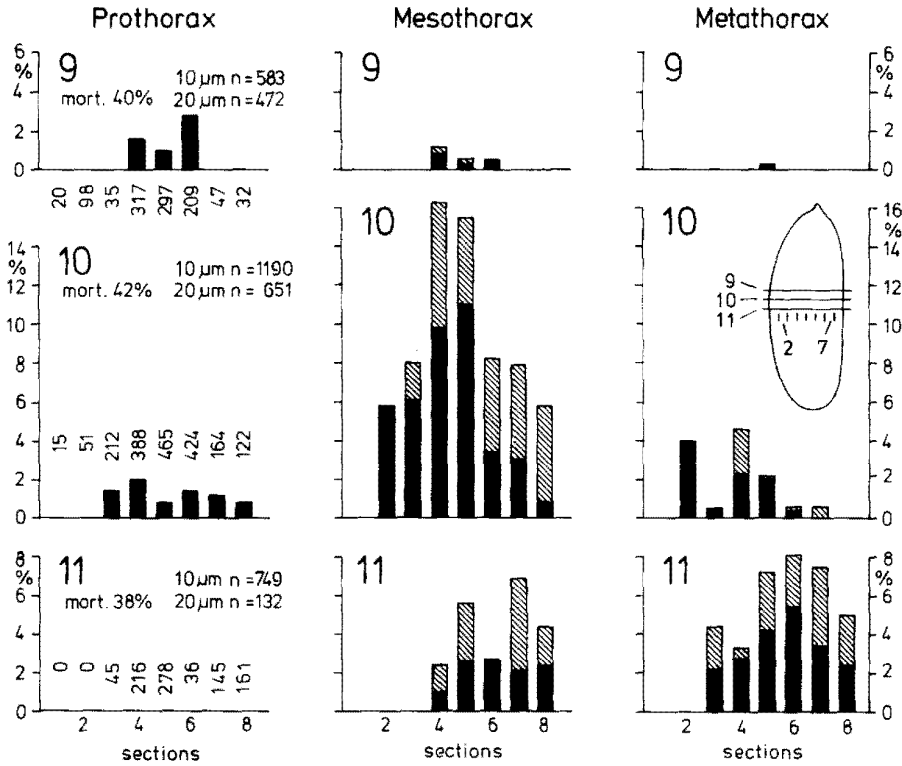 Prothorax Mesothorax Metathorax
6 % 4 2 0
9
mort. 40%
10 µm n = 583
20 µm n = 472
20 98 35 317 297 209 47 32
9
9
6 % 4 2 0
14 % 12 10 8 6 4 2 0
10
mort. 42%
10 µm n = 1190
20 µm n = 651
15 51 212 388 465 424 164 122
10
10
16 % 14 12 10 8 6 4 2 0
9
10
11
2 7
8 % 6 4 2 0
11
mort. 38%
10 µm n = 749
20 µm n = 132
0 0 45 216 278 36 145 161
11
11
8 % 6 4 2 0
2 4 6 8
2 4 6 8
2 4 6 8
sections sections sections